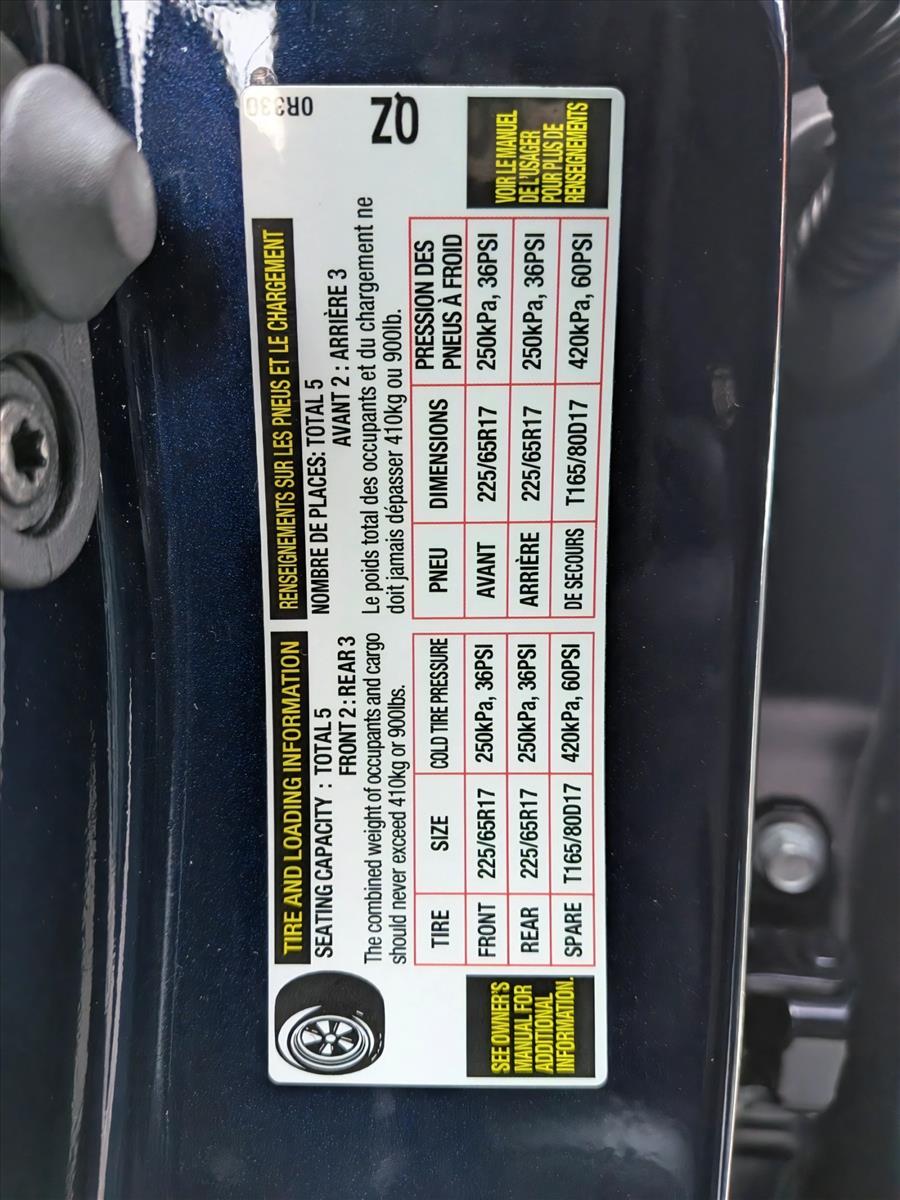 TIRE AND LOADING INFORMATION
SEATING CAPACITY : TOTAL 5
FRONT 2 : REAR 3
The combined weight of occupants and cargo
should never exceed 410kg or 900lbs.
TIRE SIZE COLD TIRE PRESSURE
FRONT 225/65R17 250kPa, 36PSI
REAR 225/65R17 250kPa, 36PSI
SPARE T165/80D17 420kPa, 60PSI
SEE OWNER'S
MANUAL FOR
ADDITIONAL
INFORMATION.
RENSEIGNEMENTS SUR LES PNEUS ET LE CHARGEMENT
NOMBRE DE PLACES: TOTAL 5
AVANT 2 : ARRIÈRE 3
Le poids total des occupants et du chargement ne
doit jamais dépasser 410kg ou 900lb.
PNEU DIMENSIONS PRESSION DES
PNEUS À FROID
AVANT 225/65R17 250kPa, 36PSI
ARRIÈRE 225/65R17 250kPa, 36PSI
DE SECOURS T165/80D17 420kPa, 60PSI
VOIR LE MANUEL
DE L'USAGER
POUR PLUS DE
RENSEIGNEMENTS
QZ